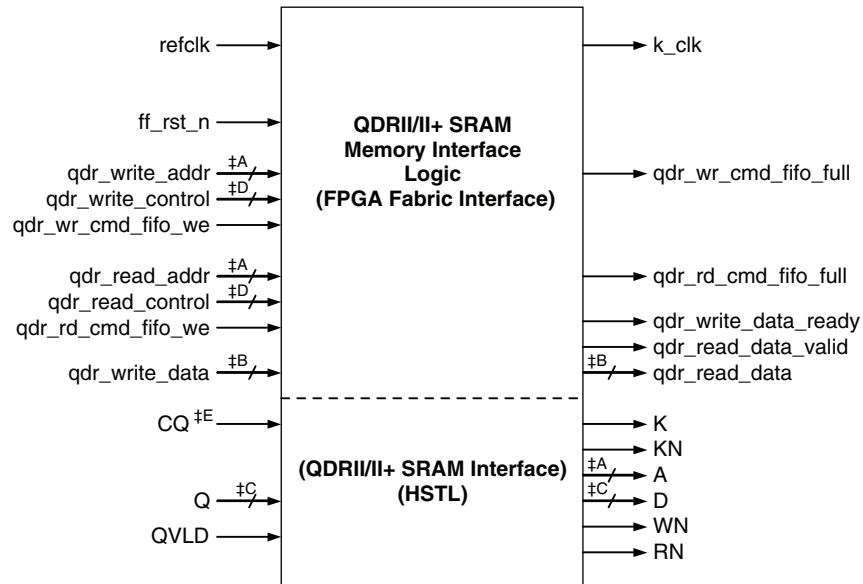 refclk
k_clk
ff_rst_n
QDRII/II+ SRAM
Memory Interface
Logic
(FPGA Fabric Interface)
qdr_write_addr ‡A
qdr_wr_cmd_fifo_full
qdr_write_control ‡D
qdr_wr_cmd_fifo_we
qdr_read_addr ‡A
qdr_rd_cmd_fifo_full
qdr_read_control ‡D
qdr_rd_cmd_fifo_we
qdr_write_data_ready
qdr_read_data_valid
qdr_write_data ‡B
‡B qdr_read_data
CQ ‡E
K
KN
(QDRII/II+ SRAM Interface)
(HSTL)
‡A A
Q ‡C
‡C D
QVLD
WN
RN